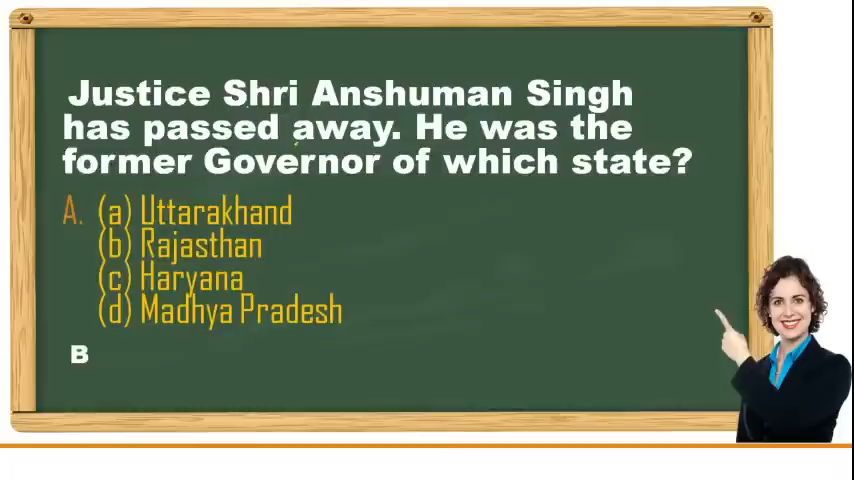 Justice Shri Anshuman Singh
has passed away. He was the
former Governor of which state?
A. (a) Uttarakhand
(b) Rajasthan
(c) Haryana
(d) Madhya Pradesh
B